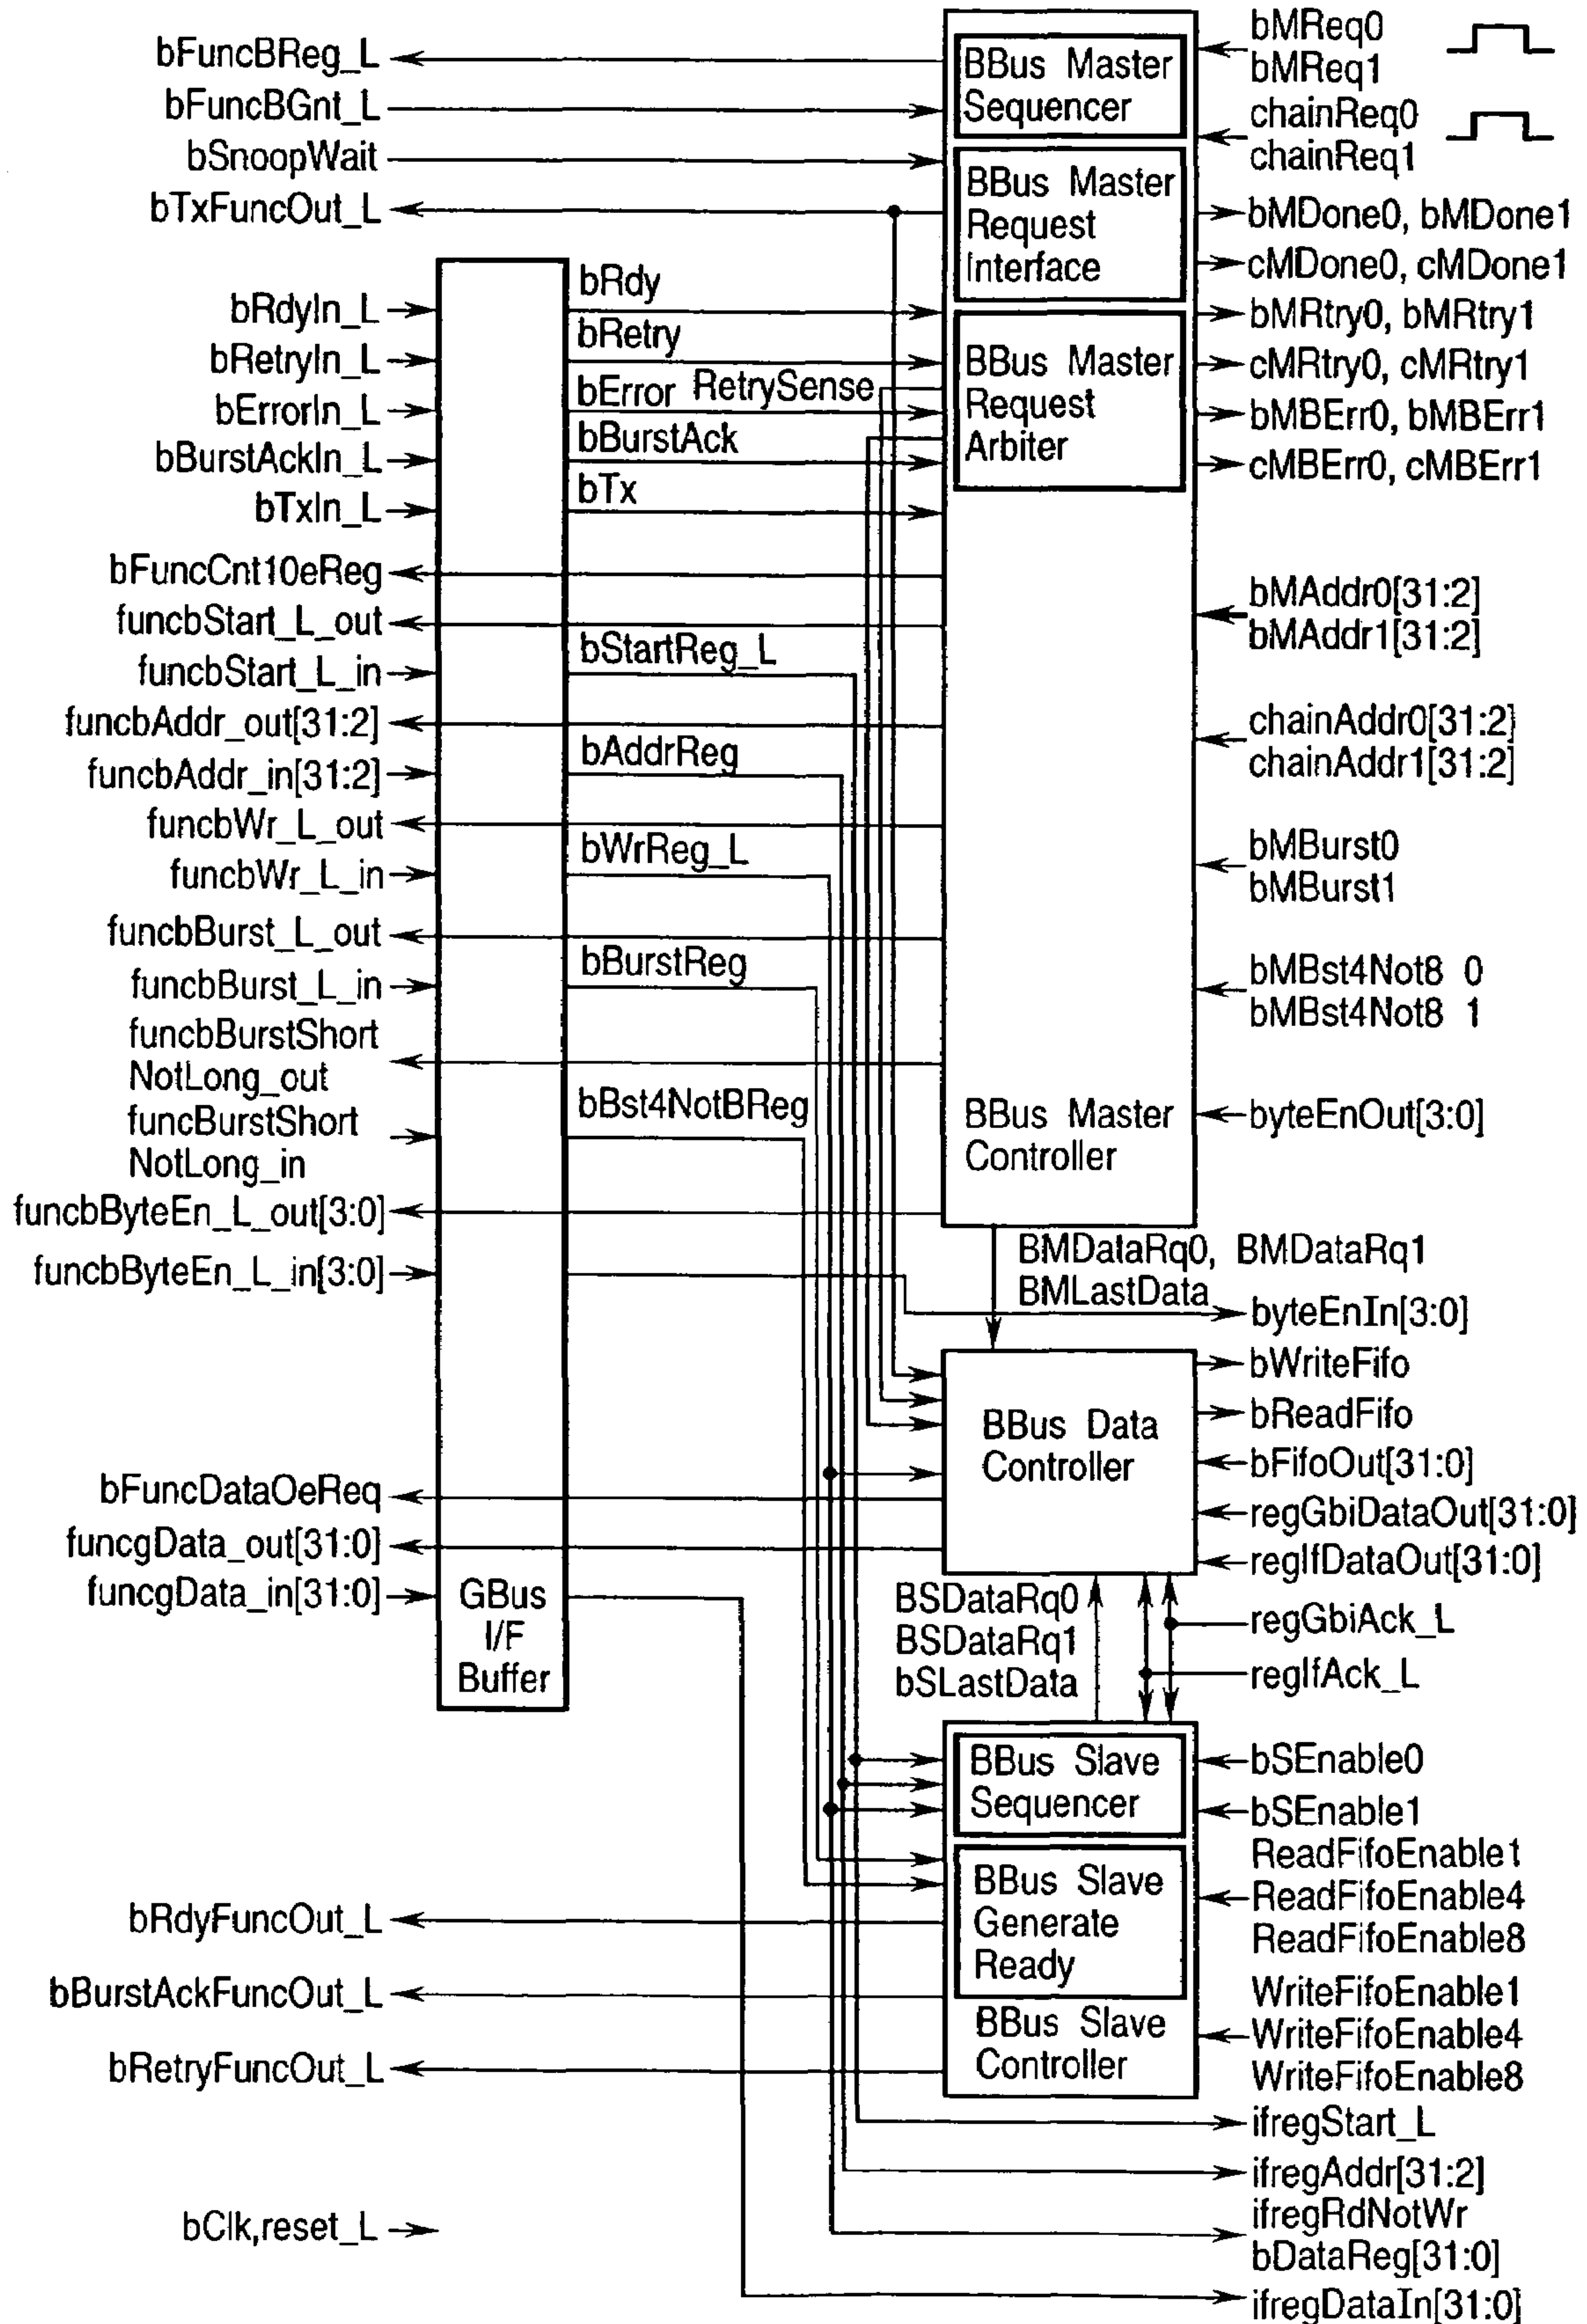 bFuncBReg_L
bFuncBGnt_L
bSnoopWait
bTxFuncOut_L
bRdyIn_L
bRetryIn_L
bErrorIn_L
bBurstAckIn_L
bTxIn_L
bFuncCnt10eReg
funcbStart_L_out
funcbStart_L_in
funcbAddr_out[31:2]
funcbAddr_in[31:2]
funcbWr_L_out
funcbWr_L_in
funcbBurst_L_out
funcbBurst_L_in
funcbBurstShort
NotLong_out
funcBurstShort
NotLong_in
funcbByteEn_L_out[3:0]
funcbByteEn_L_in[3:0]
bFuncDataOeReq
funcgData_out[31:0]
funcgData_in[31:0]
bRdyFuncOut_L
bBurstAckFuncOut_L
bRetryFuncOut_L
bClk,reset_L
GBus
I/F
Buffer
bRdy
bRetry
bError RetrySense
bBurstAck
bTx
bStartReg_L
bAddrReg
bWrReg_L
bBurstReg
bBst4NotBReg
BBus Master
Sequencer
BBus Master
Request
Interface
BBus Master
Request
Arbiter
BBus Master
Controller
BMDataRq0, BMDataRq1
BMLastData
BBus Data
Controller
BSDataRq0
BSDataRq1
bSLastData
BBus Slave
Sequencer
BBus Slave
Generate
Ready
BBus Slave
Controller
bMReq0
bMReq1
chainReq0
chainReq1
bMDone0, bMDone1
cMDone0, cMDone1
bMRtry0, bMRtry1
cMRtry0, cMRtry1
bMBErr0, bMBErr1
cMBErr0, cMBErr1
bMAddr0[31:2]
bMAddr1[31:2]
chainAddr0[31:2]
chainAddr1[31:2]
bMBurst0
bMBurst1
bMBst4Not8 0
bMBst4Not8 1
byteEnOut[3:0]
byteEnIn[3:0]
bWriteFifo
bReadFifo
bFifoOut[31:0]
regGbiDataOut[31:0]
regIfDataOut[31:0]
regGbiAck_L
regIfAck_L
bSEnable0
bSEnable1
ReadFifoEnable1
ReadFifoEnable4
ReadFifoEnable8
WriteFifoEnable1
WriteFifoEnable4
WriteFifoEnable8
ifregStart_L
ifregAddr[31:2]
ifregRdNotWr
bDataReg[31:0]
ifregDataIn[31:0]